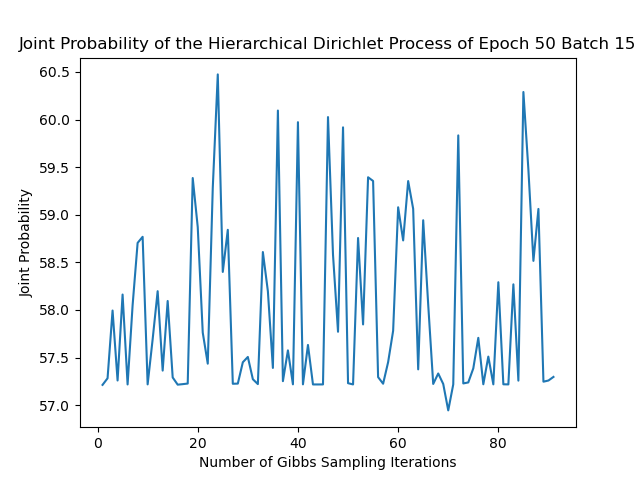 Joint Probability of the Hierarchical Dirichlet Process of Epoch 50 Batch 15
60.5
60.0
59.5
59.0
58.5
58.0
57.5
57.0
Joint Probability
0 20 40 60 80
Number of Gibbs Sampling Iterations